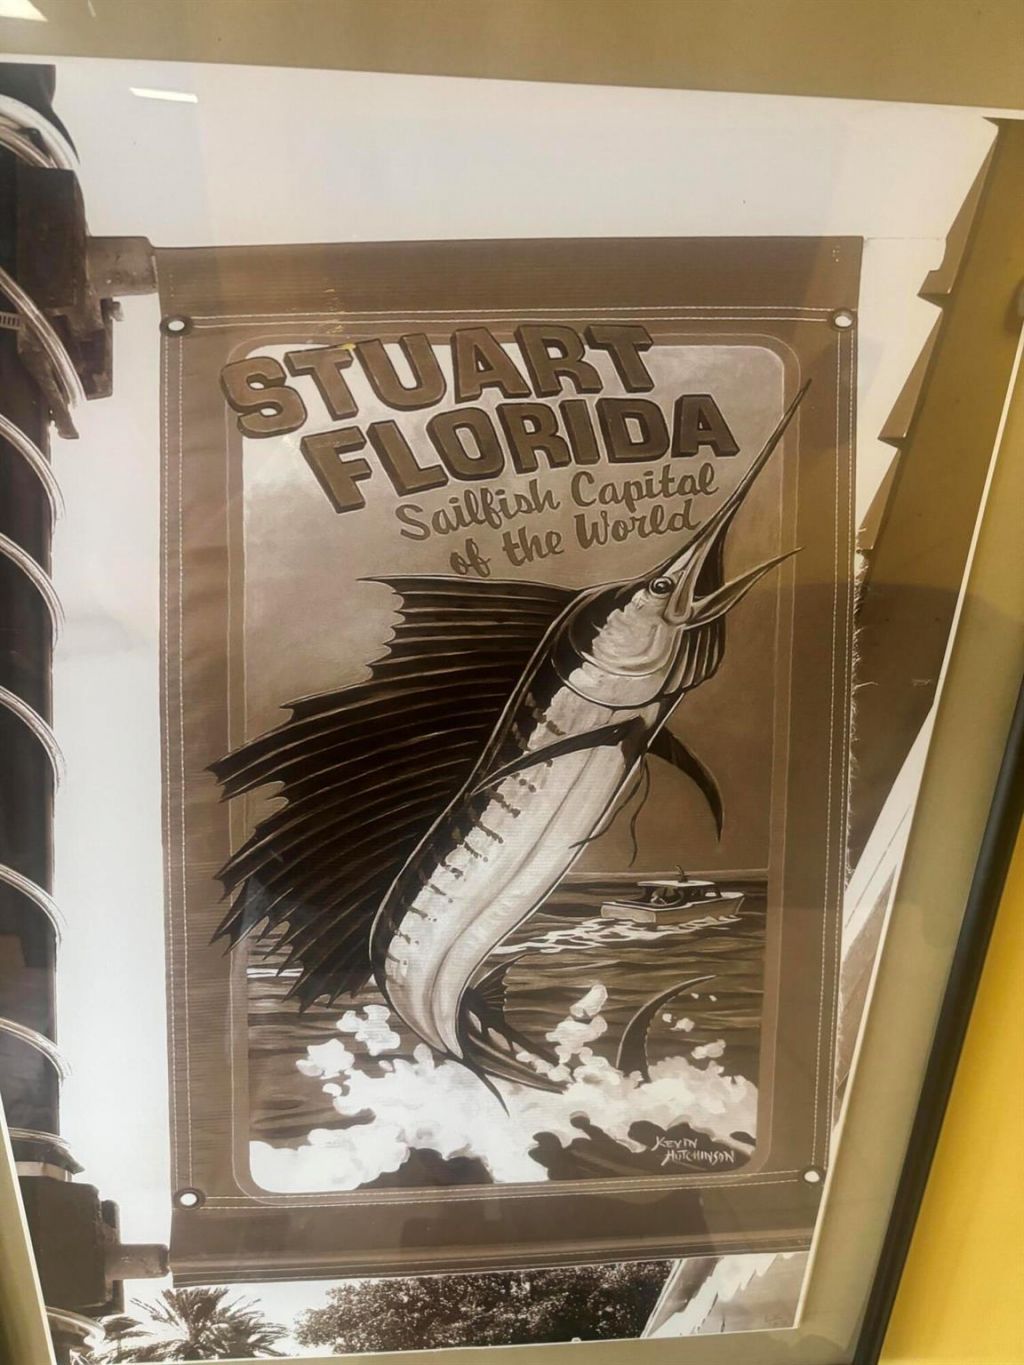 STUART
FLORIDA
Sailfish Capital
of the World
KEVIN
HUTCHINSON